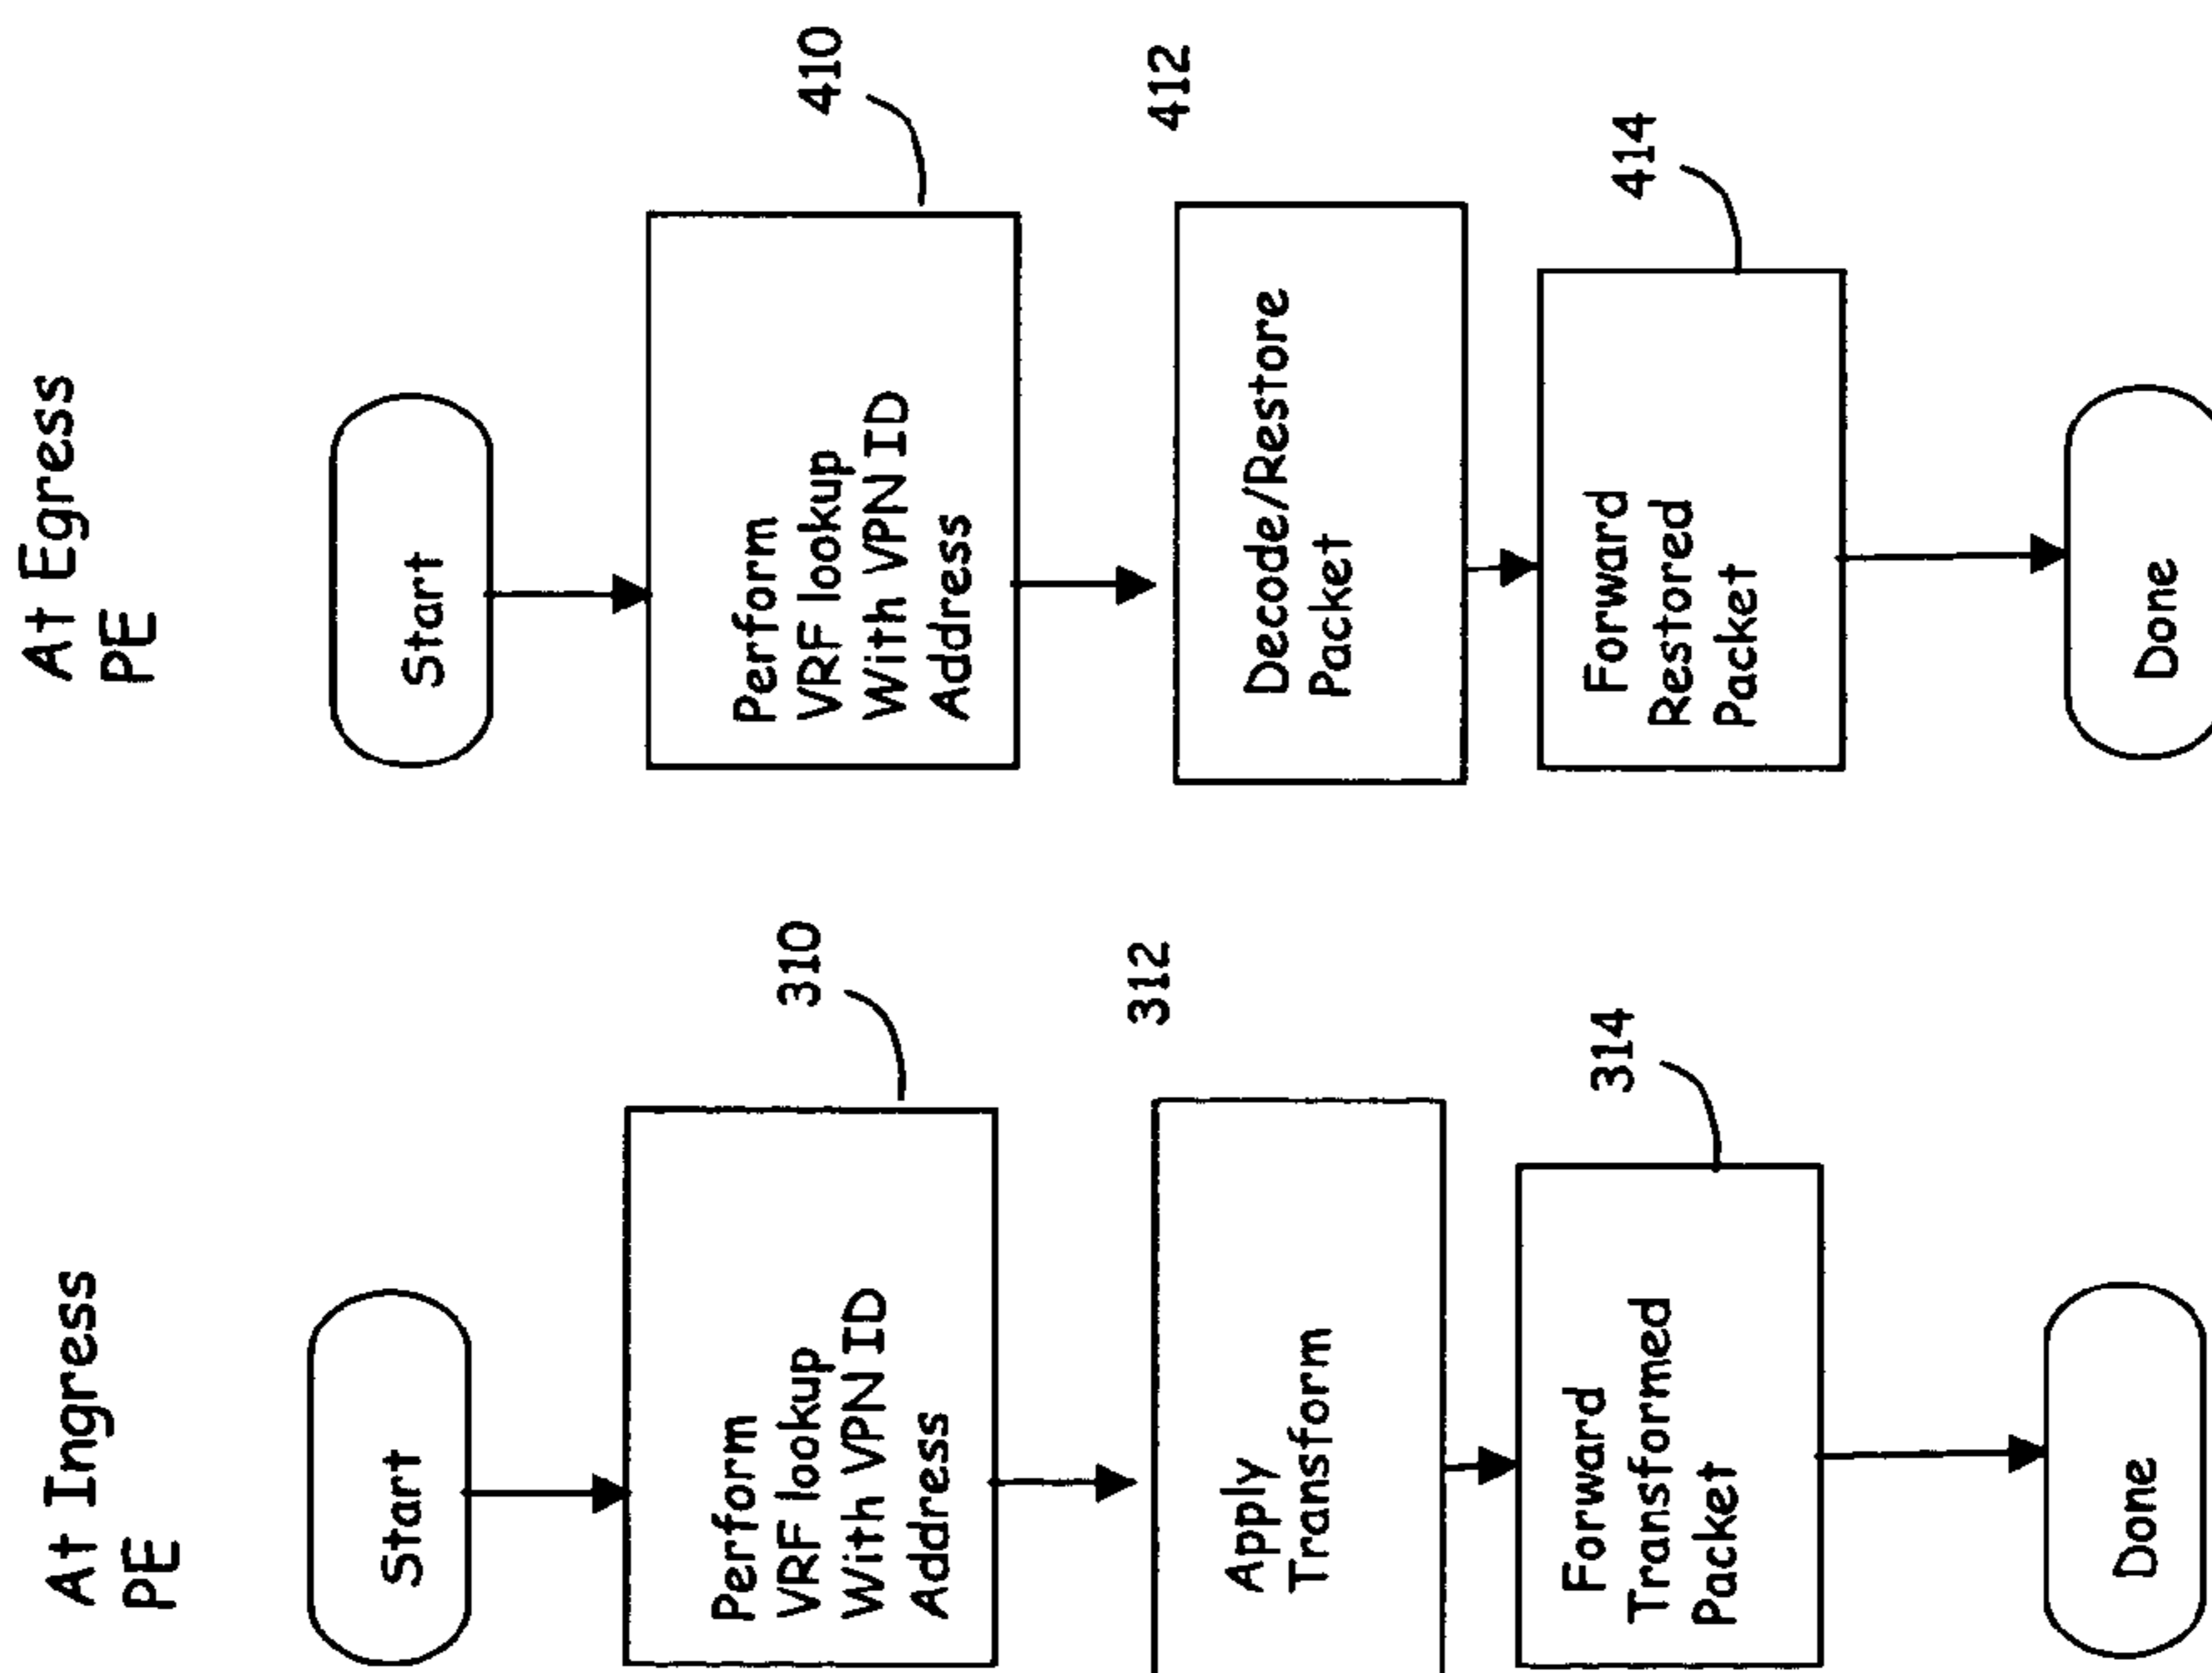 At Ingress
PE
Start
310
Perform
VRF lookup
With VPN ID
Address
312
Apply
Transform
314
Forward
Transformed
Packet
Done
At Egress
PE
Start
410
Perform
VRF lookup
With VPN ID
Address
412
Decode/Restore
Packet
414
Forward
Restored
Packet
Done